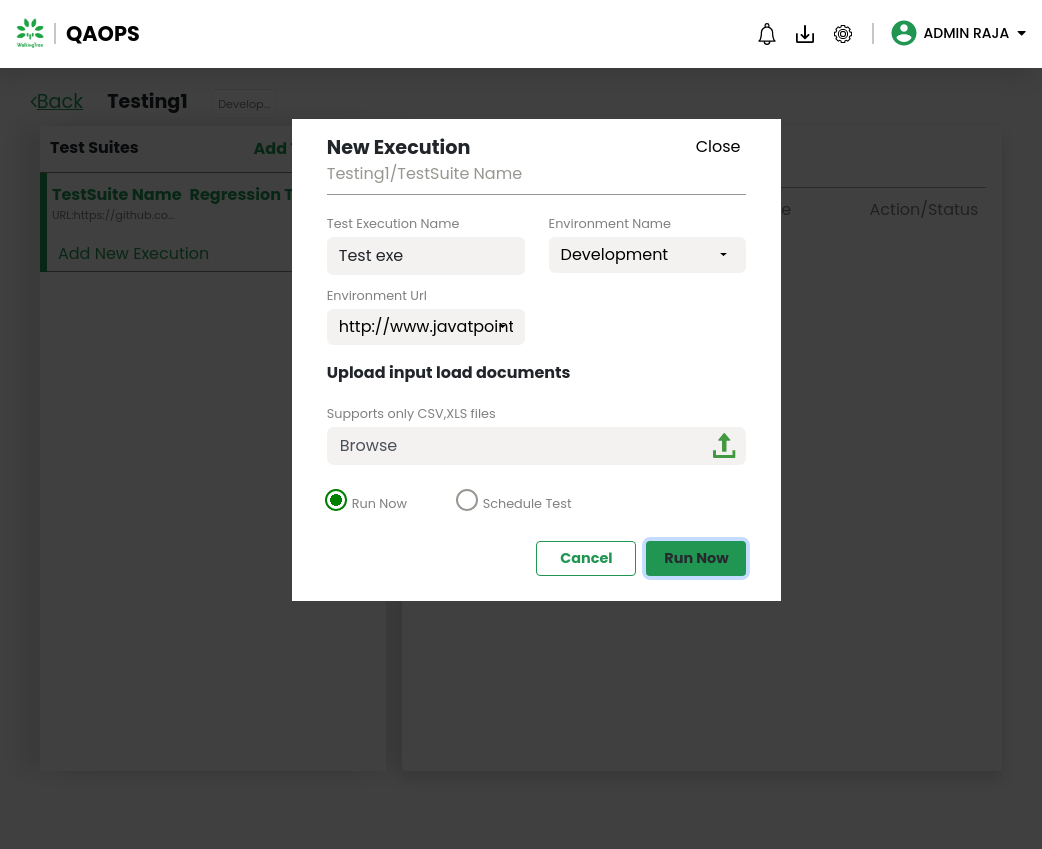 WalkingTree
QAOPS
ADMIN RAJA
<Back
Testing1
Develop...
Test Suites
Add
TestSuite Name Regression T
URL:https://github.co...
Add New Execution
Action/Status
New Execution
Close
Testing1/TestSuite Name
Test Execution Name
Environment Name
Test exe
Development
Environment Url
http://www.javatpoint
Upload input load documents
Supports only CSV,XLS files
Browse
Run Now
Schedule Test
Cancel
Run Now